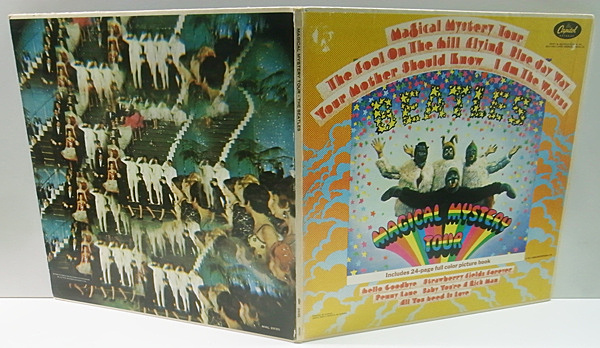 MAGICAL MYSTERY TOUR / THE BEATLES
Capitol
Magical Mystery Tour
The Fool On The Hill Flying Blue Jay Way
Your Mother Should Know I Am The Walrus
BEATLES
MAGICAL MYSTERY
TOUR
Includes 24-page full color picture book
Hello Goodbye Strawberry Fields Forever
Penny Lane Baby You're A Rich Man
All You Need Is Love